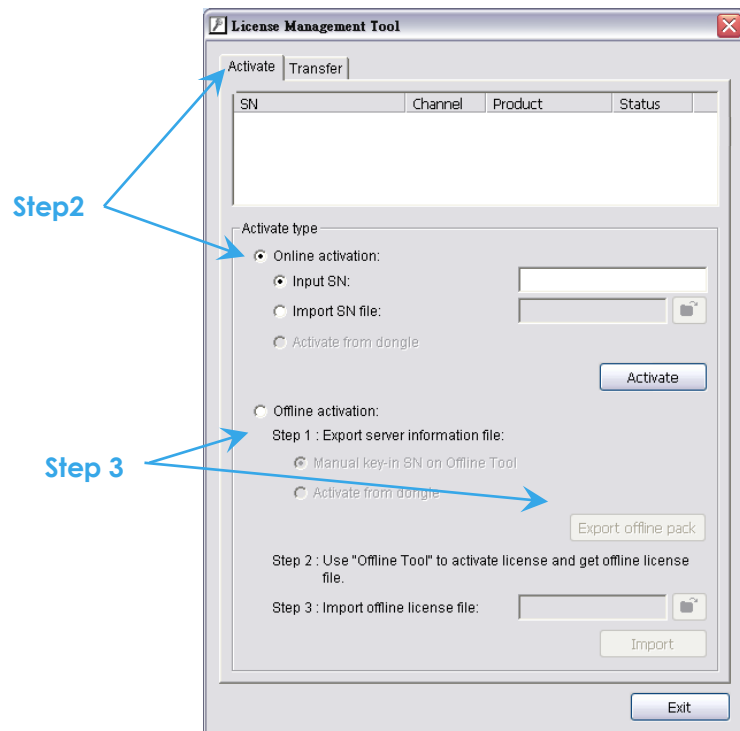 License Management Tool
Activate Transfer
SN Channel Product Status
Step2
Activate type
Online activation:
Input SN:
Import SN file:
Activate from dongle
Activate
Offline activation:
Step 1 : Export server information file:
Step 3
Manual key-in SN on Offline Tool
Activate from dongle
Export offline pack
Step 2 : Use "Offline Tool" to activate license and get offline license
file.
Step 3 : Import offline license file:
Import
Exit